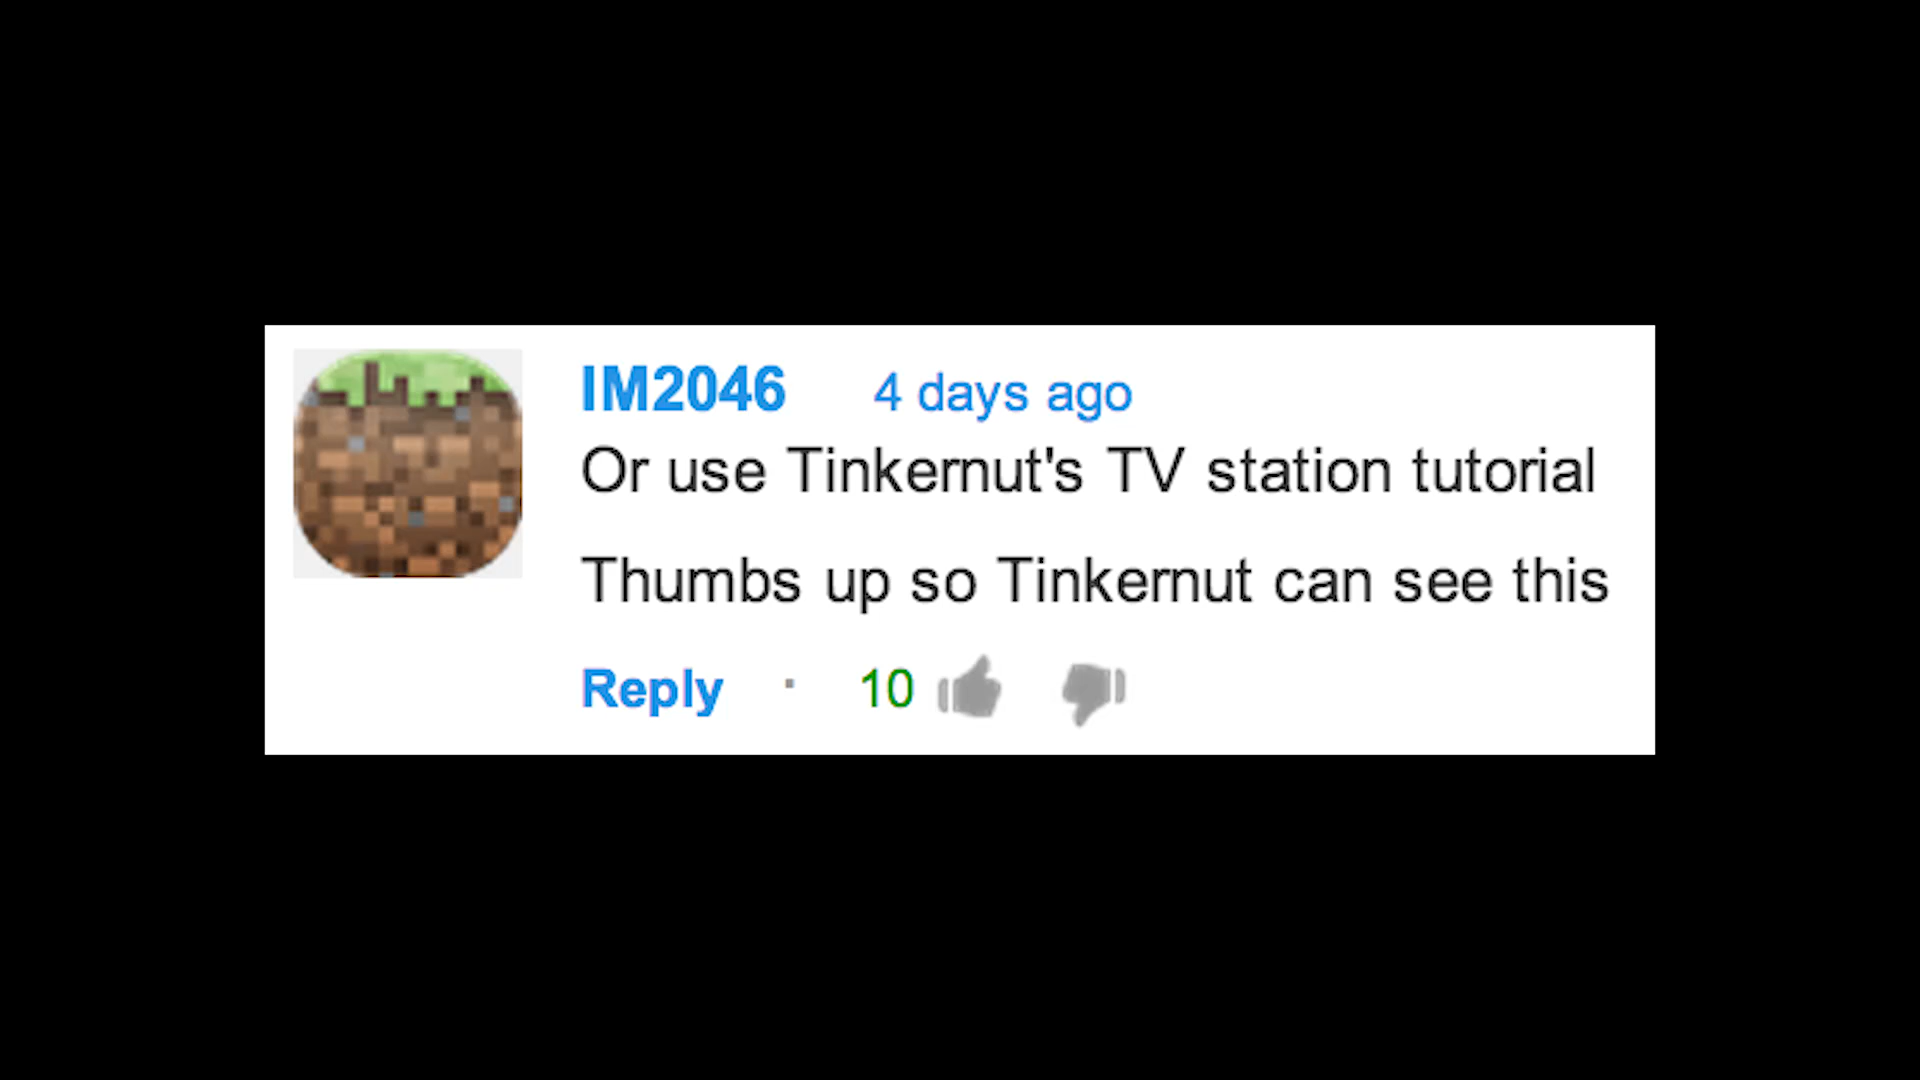 IM2046 4 days ago
Or use Tinkernut's TV station tutorial
Thumbs up so Tinkernut can see this
Reply · 10